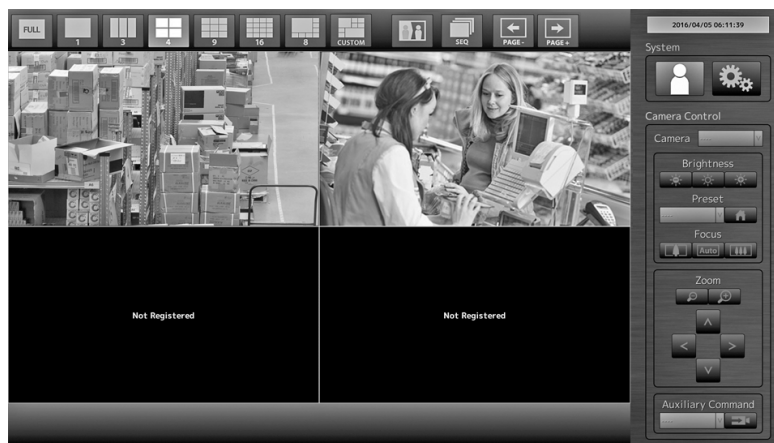 FULL
1
3
4
9
16
8
CUSTOM
SEQ
PAGE-
PAGE+
2016/04/05 06:11:39
System
Camera Control
Camera
Brightness
Preset
Focus
Auto
Zoom
Not Registered
Not Registered
Auxiliary Command